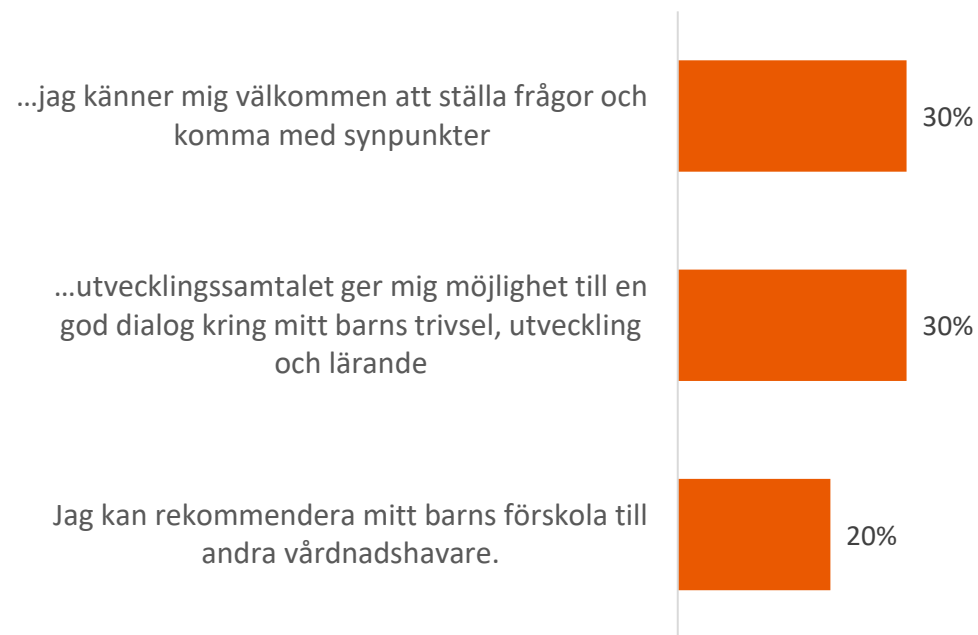 ...jag känner mig välkommen att ställa frågor och
komma med synpunkter
30%
...utvecklingssamtalet ger mig möjlighet till en
god dialog kring mitt barns trivsel, utveckling
och lärande
30%
Jag kan rekommendera mitt barns förskola till
andra vårdnadshavare.
20%